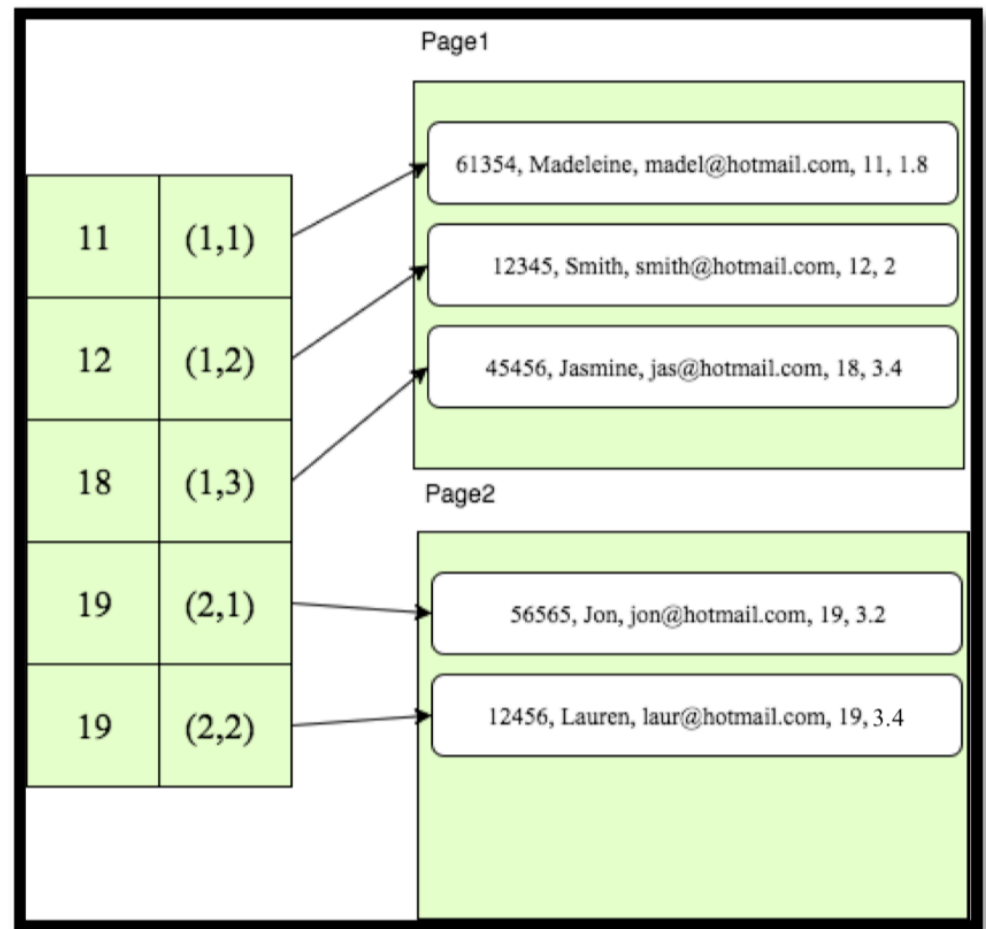 Page1
61354, Madeleine, madel@hotmail.com, 11, 1.8
12345, Smith, smith@hotmail.com, 12, 2
45456, Jasmine, jas@hotmail.com, 18, 3.4
11 (1,1)
12 (1,2)
18 (1,3)
19 (2,1)
19 (2,2)
Page2
56565, Jon, jon@hotmail.com, 19, 3.2
12456, Lauren, laur@hotmail.com, 19, 3.4